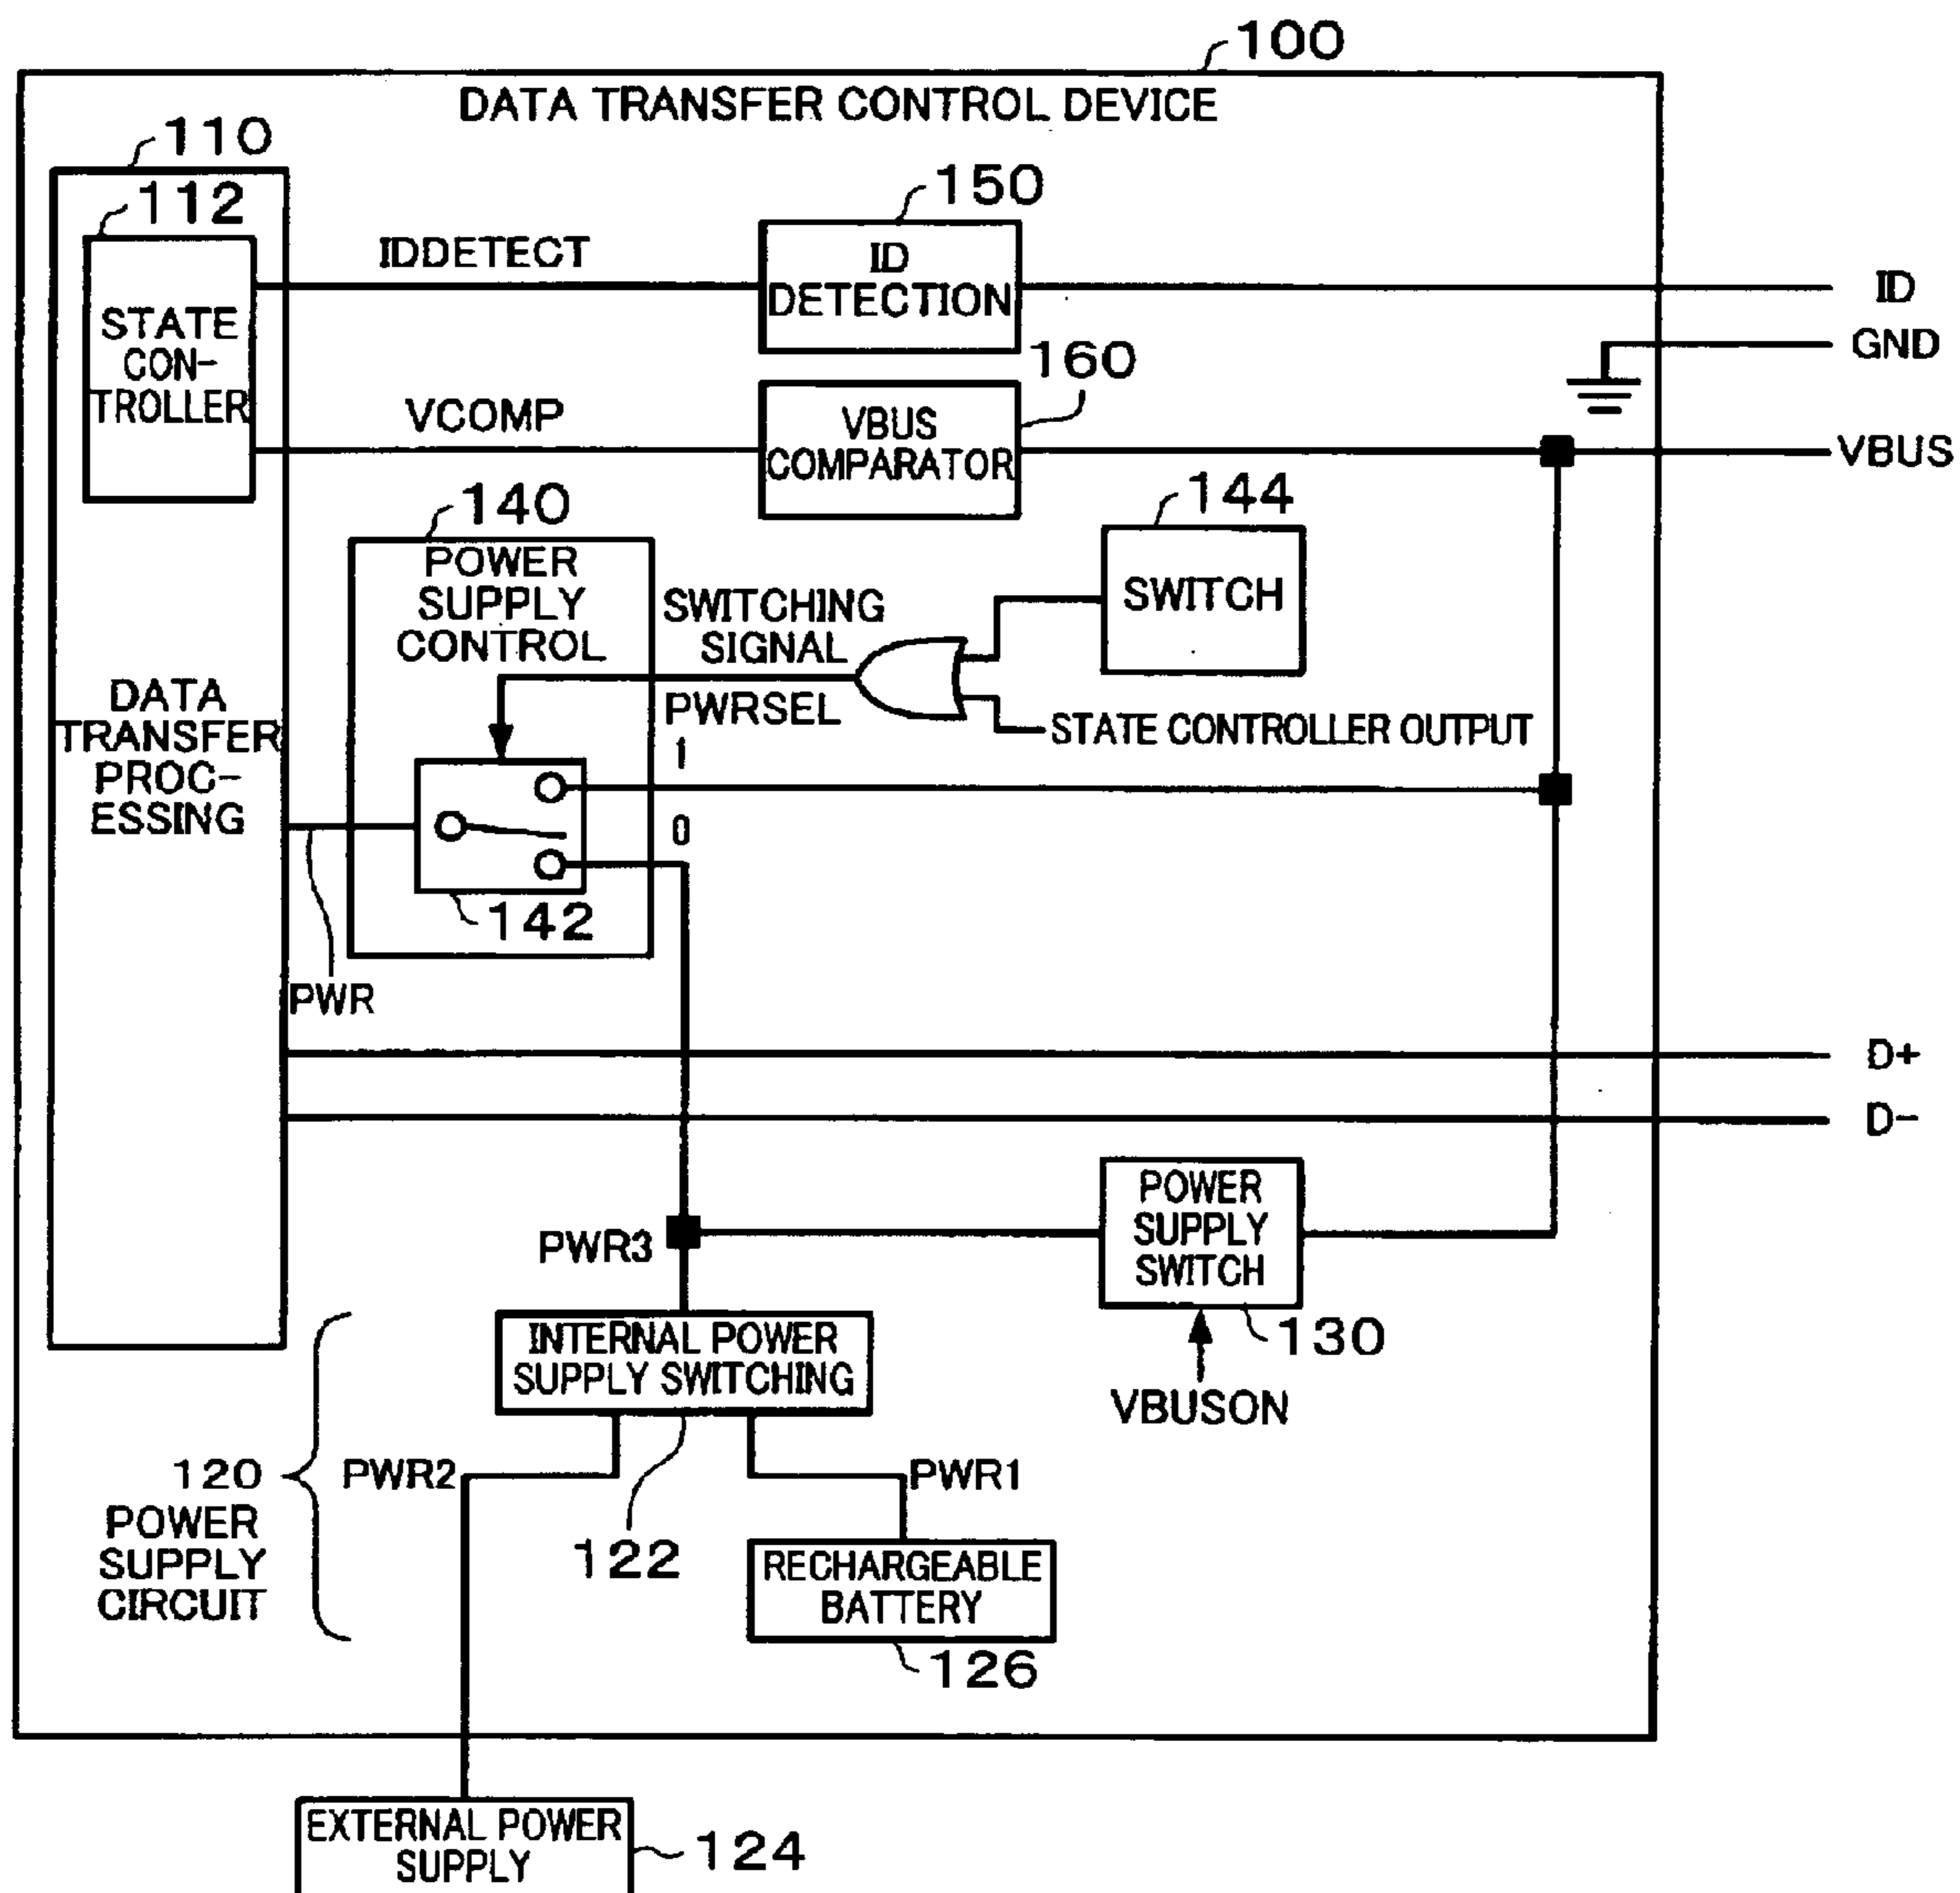 100
DATA TRANSFER CONTROL DEVICE
110
112
150
IDDETECT
ID
DETECTION
ID
STATE
CON-
TROLLER
GND
160
VCOMP
VBUS
COMPARATOR
VBUS
144
140
POWER
SUPPLY
CONTROL
SWITCHING
SIGNAL
SWITCH
PWRSEL
STATE CONTROLLER OUTPUT
DATA
TRANSFER
PROC-
ESSING
1
0
142
PWR
D+
D-
POWER
SUPPLY
SWITCH
PWR3
130
INTERNAL POWER
SUPPLY SWITCHING
VBUSON
120
POWER
SUPPLY
CIRCUIT
PWR2
PWR1
122
RECHARGEABLE
BATTERY
126
EXTERNAL POWER
SUPPLY
124